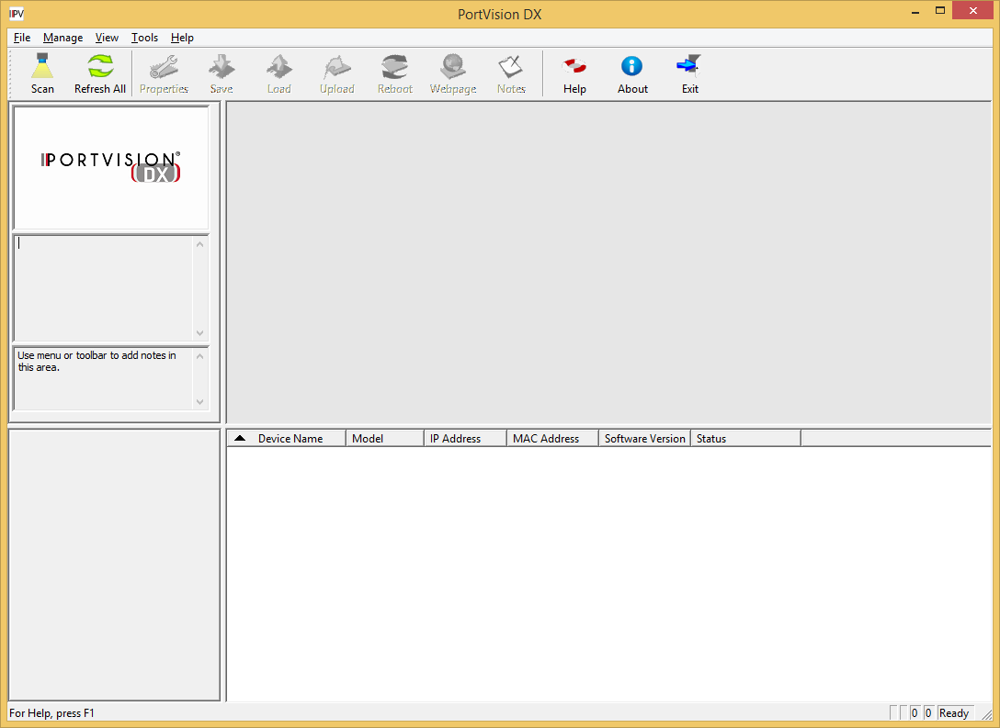 IPV
PortVision DX
File Manage View Tools Help
Scan Refresh All Properties Save Load Upload Reboot Webpage Notes Help About Exit
PORTVISION®
DX
Use menu or toolbar to add notes in
this area.
Device Name Model IP Address MAC Address Software Version Status
For Help, press F1 0 0 Ready